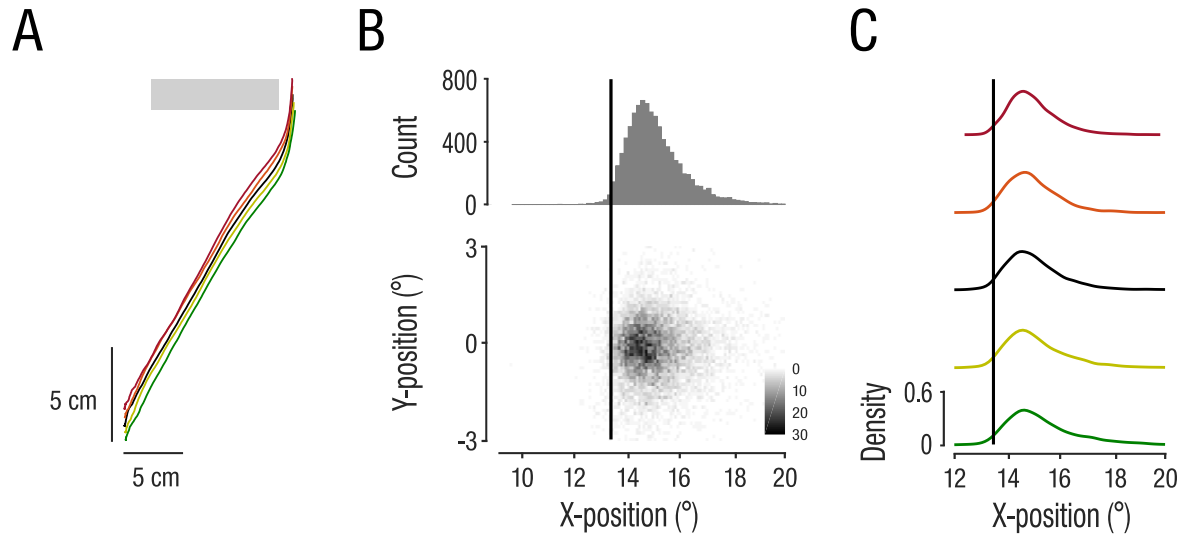 A
5 cm
5 cm
B
800
400
0
Count
3
0
-3
Y-position (°)
0
10
20
30
10 12 14 16 18 20
X-position (°)
C
0.6
0
Density
12 14 16 18 20
X-position (°)